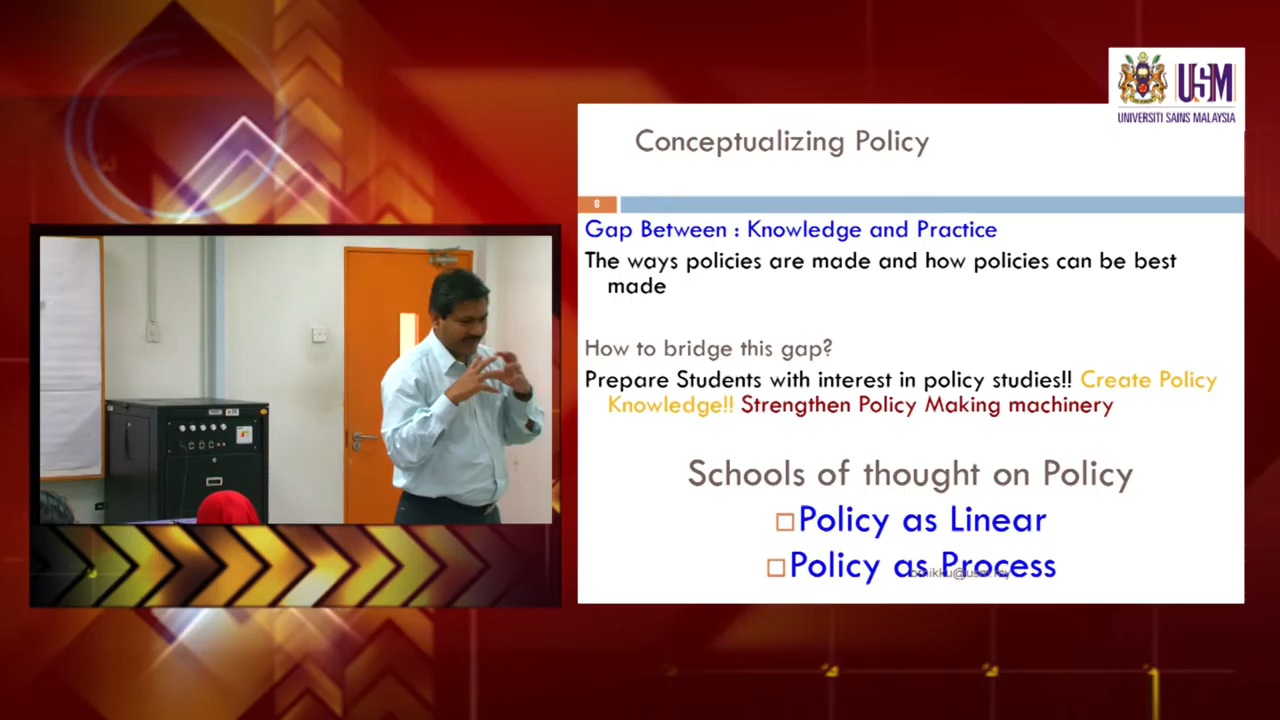 USM
UNIVERSITI SAINS MALAYSIA
Conceptualizing Policy
8
Gap Between : Knowledge and Practice
The ways policies are made and how policies can be best
made
How to bridge this gap?
Prepare Students with interest in policy studies!! Create Policy
Knowledge!! Strengthen Policy Making machinery
Schools of thought on Policy
Policy as Linear
Policy as Process